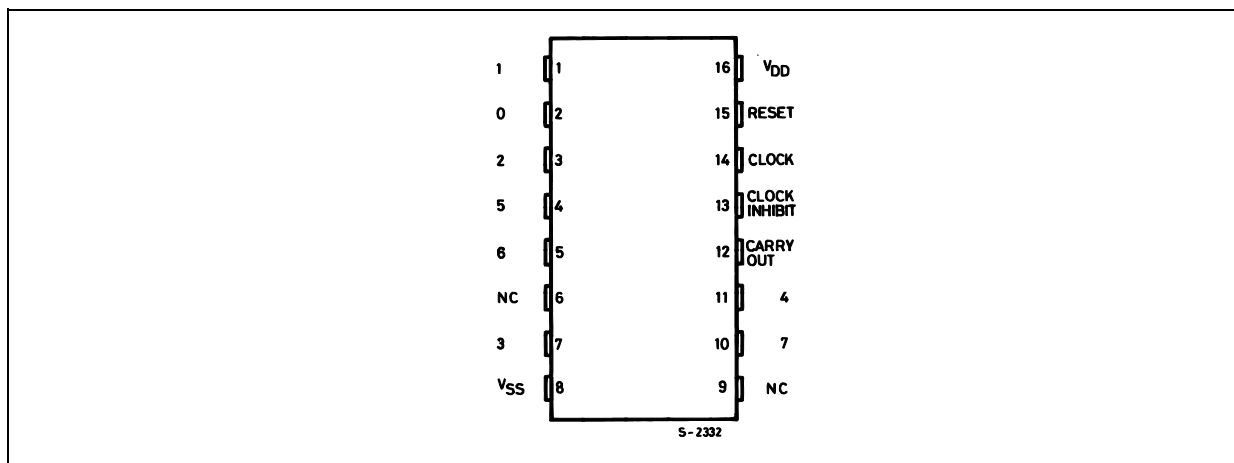 1 1 16 VDD
0 2 15 RESET
2 3 14 CLOCK
5 4 13 CLOCK INHIBIT
6 5 12 CARRY OUT
NC 6 11 4
3 7 10 7
VSS 8 9 NC
S-2332